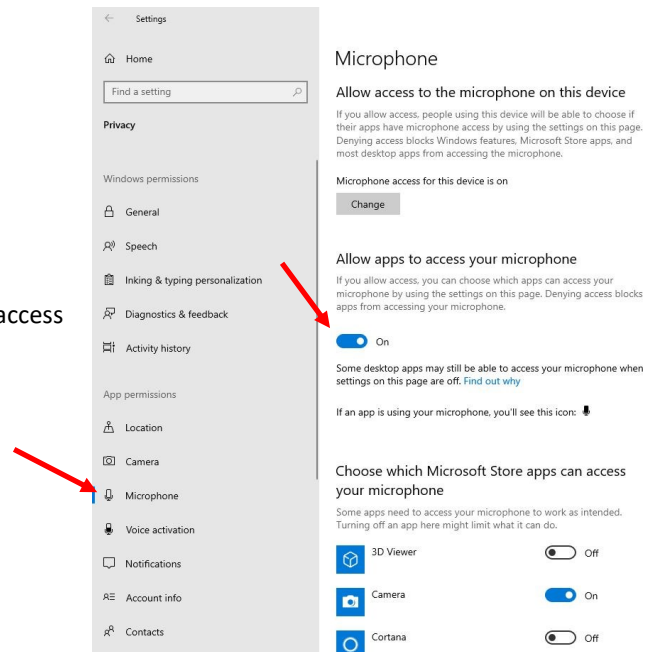 Settings
Home
Find a setting
Privacy
Windows permissions
General
Speech
Inking & typing personalization
access
Diagnostics & feedback
Activity history
App permissions
Location
Camera
Microphone
Voice activation
Notifications
Account info
Contacts
Microphone
Allow access to the microphone on this device
If you allow access, people using this device will be able to choose if
their apps have microphone access by using the settings on this page.
Denying access blocks Windows features, Microsoft Store apps, and
most desktop apps from accessing the microphone.
Microphone access for this device is on
Change
Allow apps to access your microphone
If you allow access, you can choose which apps can access your
microphone by using the settings on this page. Denying access blocks
apps from accessing your microphone.
On
Some desktop apps may still be able to access your microphone when
settings on this page are off. Find out why
If an app is using your microphone, you'll see this icon:
Choose which Microsoft Store apps can access
your microphone
Some apps need to access your microphone to work as intended.
Turning off an app here might limit what it can do.
3D Viewer Off
Camera On
Cortana Off